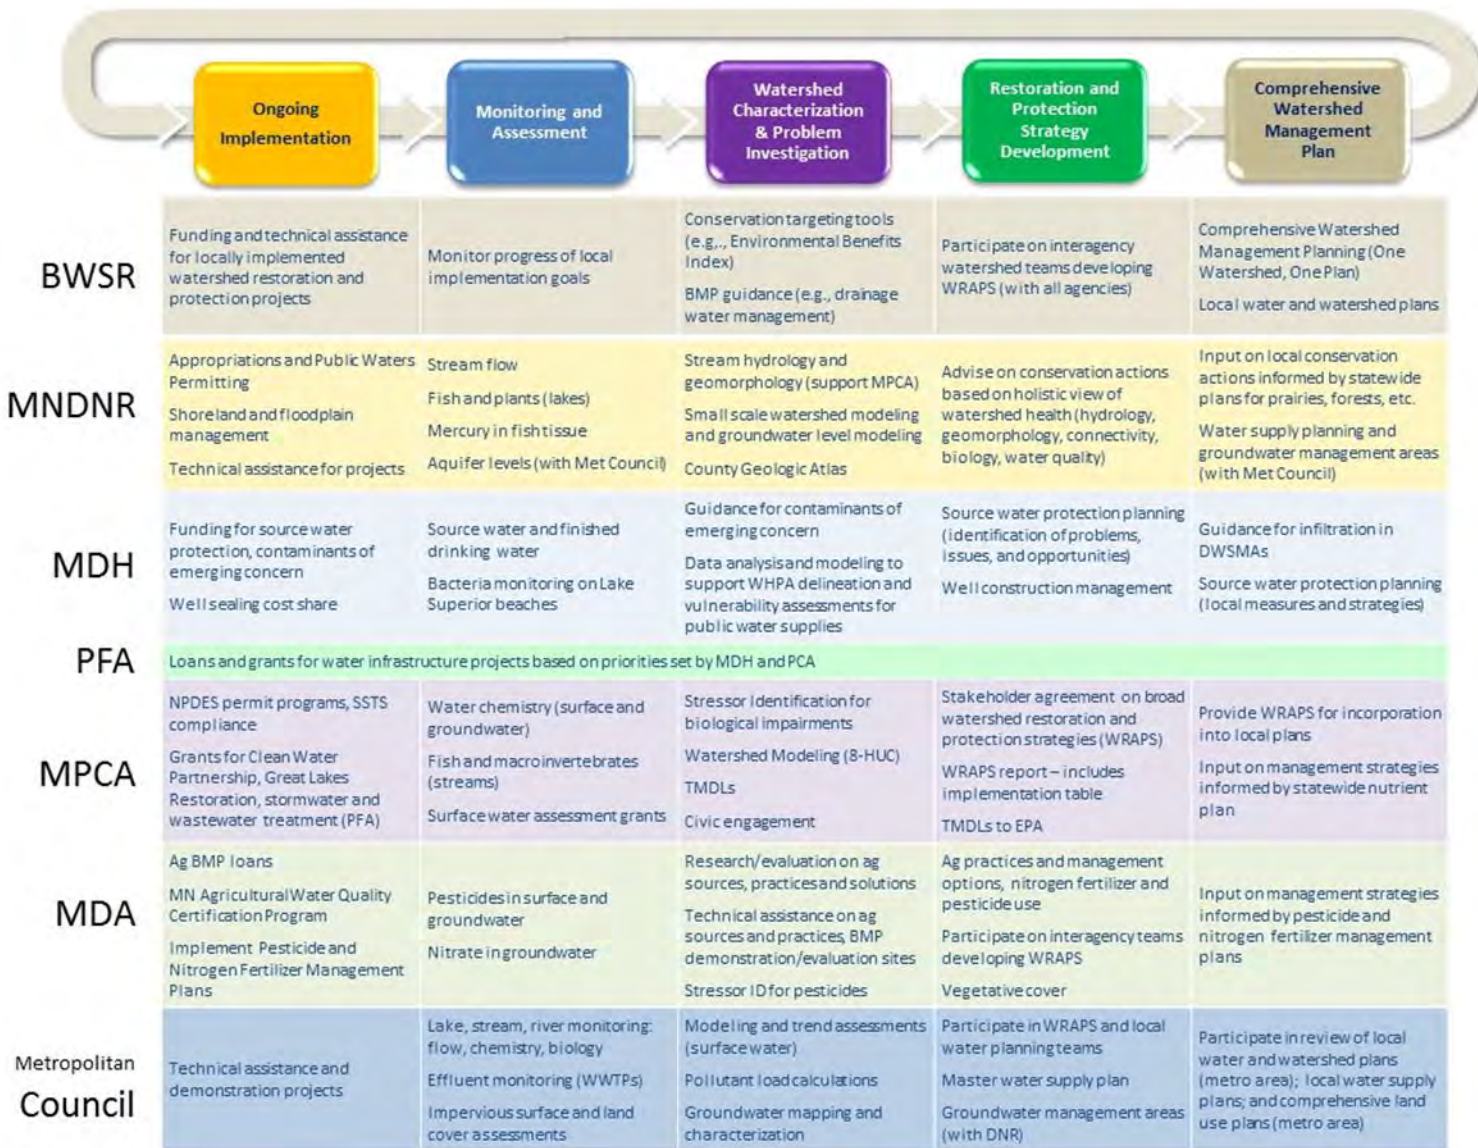 Ongoing
Implementation
Monitoring and
Assessment
Watershed
Characterization
& Problem
Investigation
Restoration and
Protection
Strategy
Development
Comprehensive
Watershed
Management
Plan
BWSR
Funding and technical assistance
for locally implemented
watershed restoration and
protection projects
Monitor progress of local
implementation goals
Conservation targeting tools
(e.g,., Environmental Benefits
Index)
BMP guidance (e.g., drainage
water management)
Participate on interagency
watershed teams developing
WRAPS (with all agencies)
Comprehensive Watershed
Management Planning (One
Watershed, One Plan)
Local water and watershed plans
MNDNR
Appropriations and Public Waters
Permitting
Shoreland and floodplain
management
Technical assistance for projects
Stream flow
Fish and plants (lakes)
Mercury in fish tissue
Aquifer levels (with Met Council)
Stream hydrology and
geomorphology (support MPCA)
Small scale watershed modeling
and groundwater level modeling
County Geologic Atlas
Advise on conservation actions
based on holistic view of
watershed health (hydrology,
geomorphology, connectivity,
biology, water quality)
Input on local conservation
actions informed by statewide
plans for prairies, forests, etc.
Water supply planning and
groundwater management areas
(with Met Council)
MDH
Funding for source water
protection, contaminants of
emerging concern
Well sealing cost share
Source water and finished
drinking water
Bacteria monitoring on Lake
Superior beaches
Guidance for contaminants of
emerging concern
Data analysis and modeling to
support WHPA delineation and
vulnerability assessments for
public water supplies
Source water protection planning
(identification of problems,
issues, and opportunities)
Well construction management
Guidance for infiltration in
DWSMAs
Source water protection planning
(local measures and strategies)
PFA
Loans and grants for water infrastructure projects based on priorities set by MDH and PCA
MPCA
NPDES permit programs, SSTS
compliance
Grants for Clean Water
Partnership, Great Lakes
Restoration, stormwater and
wastewater treatment (PFA)
Water chemistry (surface and
groundwater)
Fish and macroinvertebrates
(streams)
Surface water assessment grants
Stressor Identification for
biological impairments
Watershed Modeling (8-HUC)
TMDLs
Civic engagement
Stakeholder agreement on broad
watershed restoration and
protection strategies (WRAPS)
WRAPS report – includes
implementation table
TMDLs to EPA
Provide WRAPS for incorporation
into local plans
Input on management strategies
informed by statewide nutrient
plan
MDA
Ag BMP loans
MN Agricultural Water Quality
Certification Program
Implement Pesticide and
Nitrogen Fertilizer Management
Plans
Pesticides in surface and
groundwater
Nitrate in groundwater
Research/evaluation on ag
sources, practices and solutions
Technical assistance on ag
sources and practices, BMP
demonstration/evaluation sites
Stressor ID for pesticides
Ag practices and management
options, nitrogen fertilizer and
pesticide use
Participate on interagency teams
developing WRAPS
Vegetative cover
Input on management strategies
informed by pesticide and
nitrogen fertilizer management
plans
Metropolitan
Council
Technical assistance and
demonstration projects
Lake, stream, river monitoring:
flow, chemistry, biology
Effluent monitoring (WWTPs)
Impervious surface and land
cover assessments
Modeling and trend assessments
(surface water)
Pollutant load calculations
Groundwater mapping and
characterization
Participate in WRAPS and local
water planning teams
Master water supply plan
Groundwater management areas
(with DNR)
Participate in review of local
water and watershed plans
(metro area); local water supply
plans; and comprehensive land
use plans (metro area)